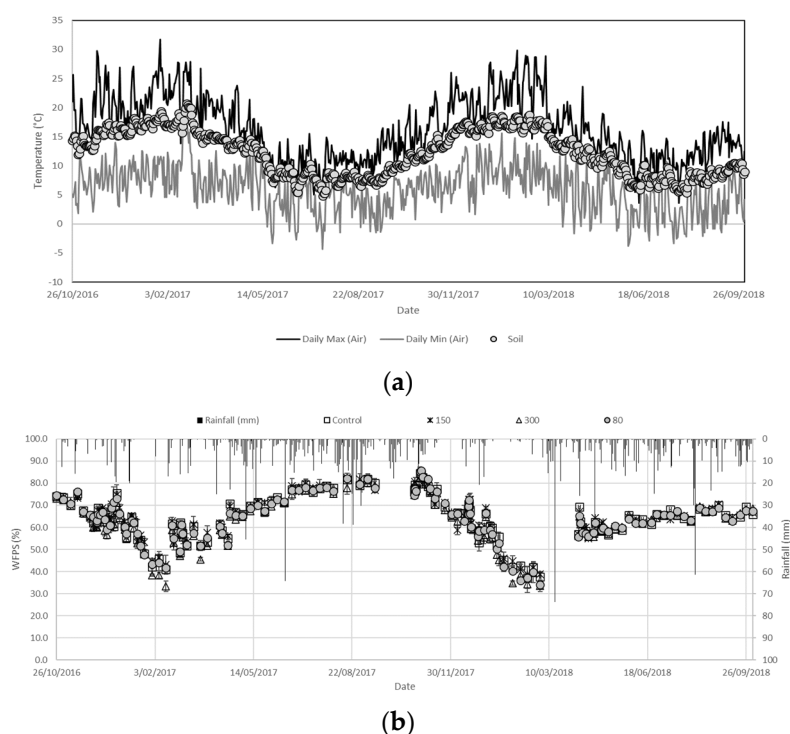 35
30
25
20
15
10
5
0
-5
-10
Temperature (°C)
26/10/2016 3/02/2017 14/05/2017 22/08/2017 30/11/2017 10/03/2018 18/06/2018 26/09/2018
Date
Daily Max (Air) Daily Min (Air) Soil
(a)
Rainfall (mm) Control 150 300 80
100.0 0
90.0 10
80.0 20
70.0 30
60.0 40
50.0 50
40.0 60
30.0 70
20.0 80
10.0 90
0.0 100
WFPS (%)
Rainfall (mm)
26/10/2016 3/02/2017 14/05/2017 22/08/2017 30/11/2017 10/03/2018 18/06/2018 26/09/2018
Date
(b)